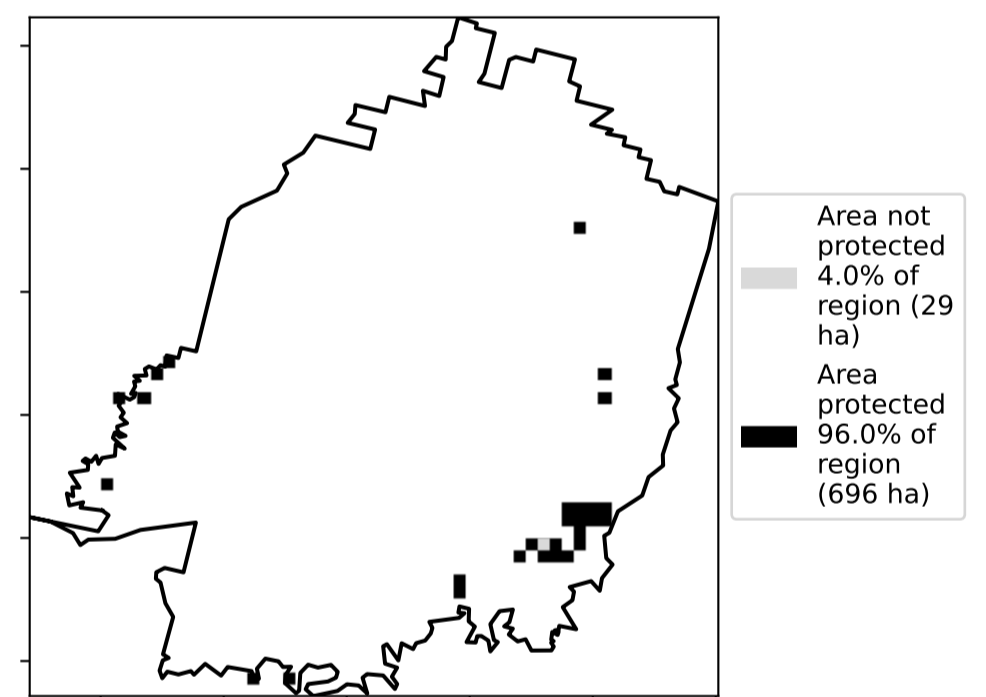 Area not
protected
4.0% of
region (29
ha)
Area
protected
96.0% of
region
(696 ha)